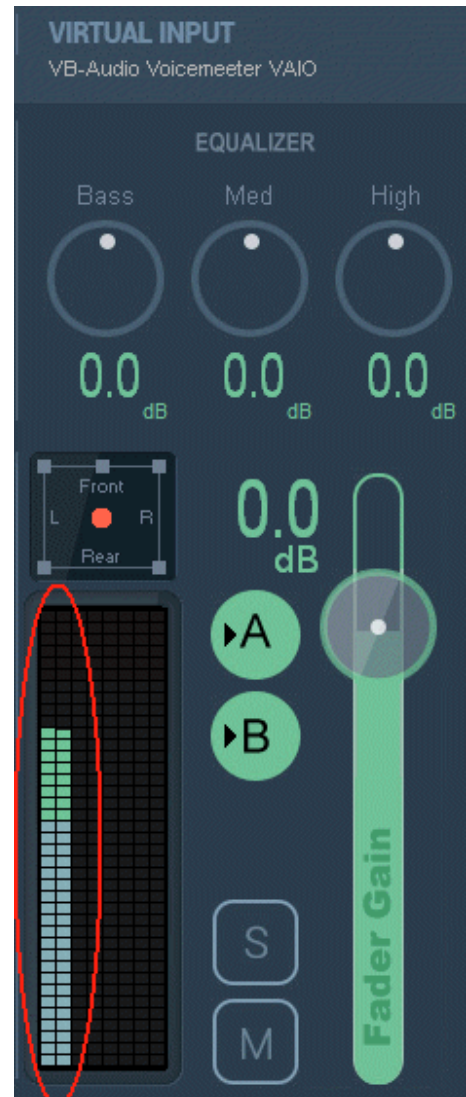 VIRTUAL INPUT
VB-Audio Voicemeeter VAIO
EQUALIZER
Bass Med High
0.0 dB 0.0 dB 0.0 dB
Front
L R
Rear
0.0
dB
A
B
S
M
Fader Gain